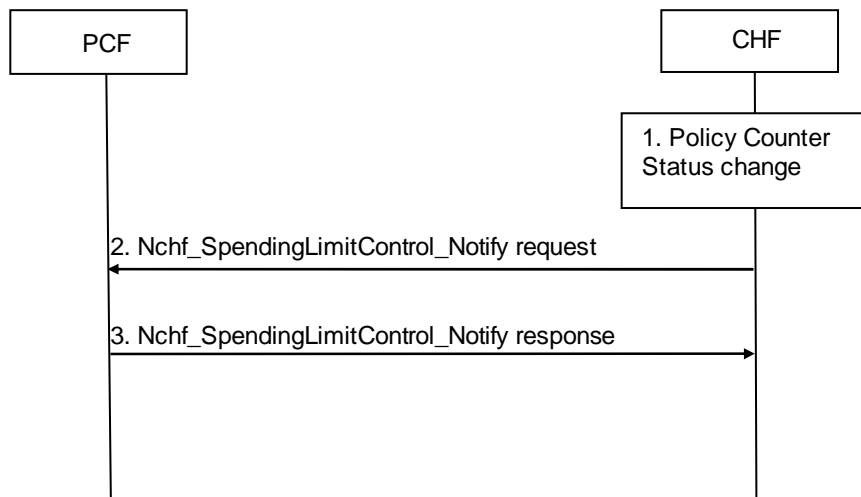 PCF
CHF
1. Policy Counter
Status change
2. Nchf_SpendingLimitControl_Notify request
3. Nchf_SpendingLimitControl_Notify response